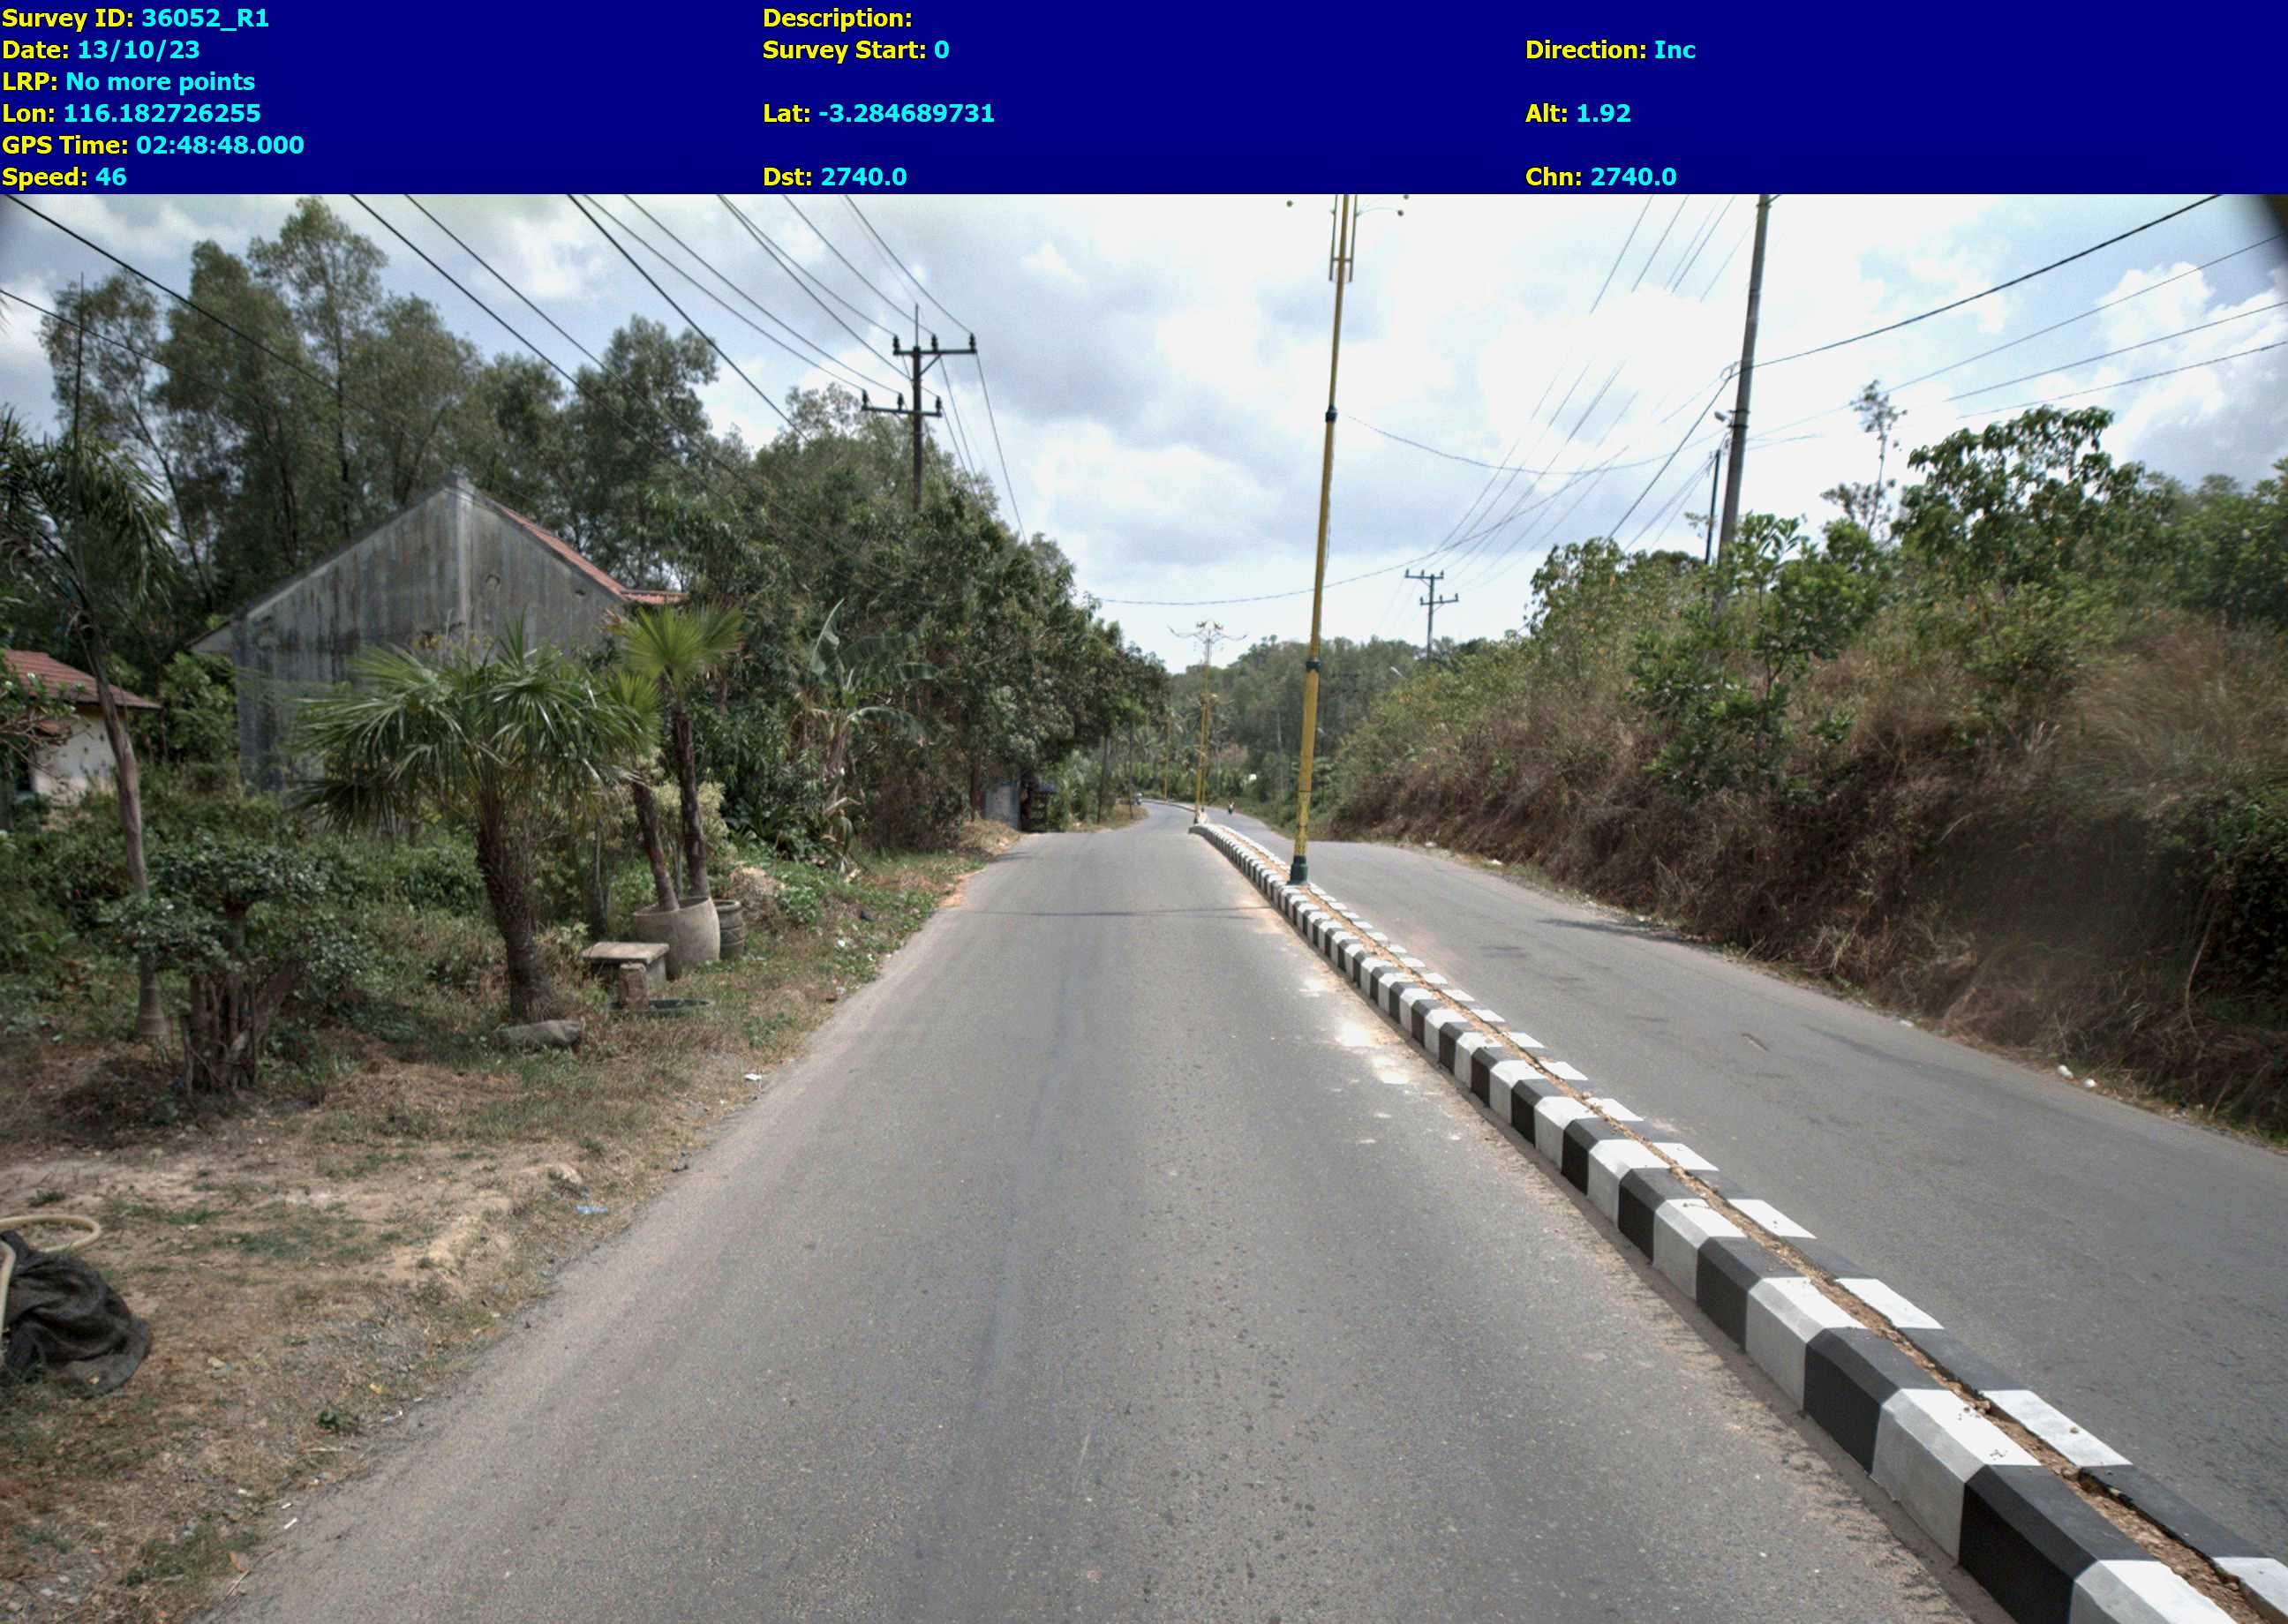 Survey ID: 36052_R1
Description:
Date: 13/10/23
Survey Start: 0
Direction: Inc
LRP: No more points
Lon: 116.182726255
Lat: -3.284689731
Alt: 1.92
GPS Time: 02:48:48.000
Speed: 46
Dst: 2740.0
Chn: 2740.0